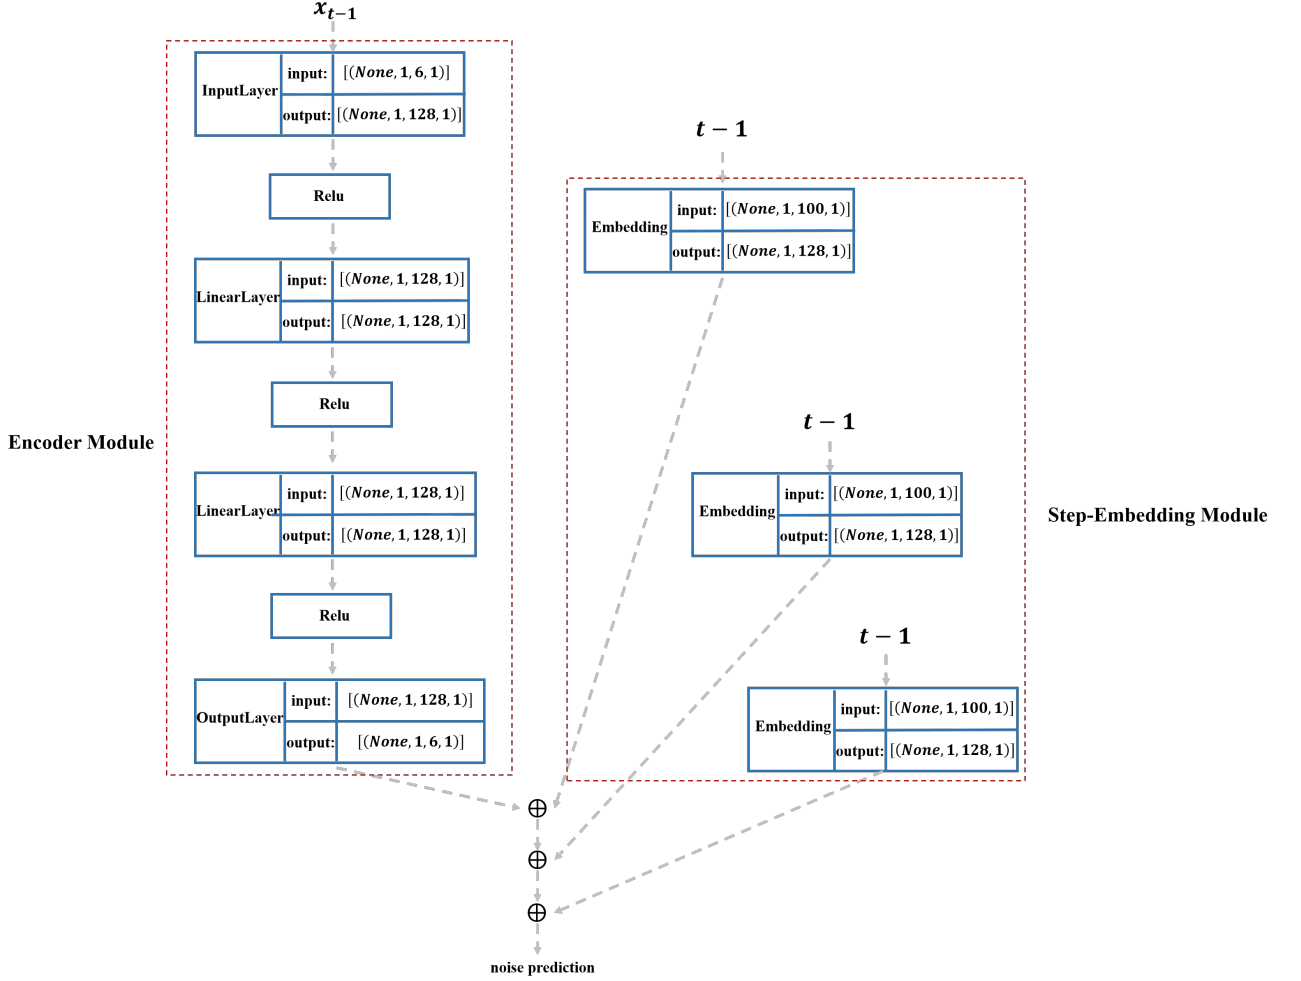 x_{t−1}
InputLayer
input: [(None, 1, 6, 1)]
output: [(None, 1, 128, 1)]
Relu
LinearLayer
input: [(None, 1, 128, 1)]
output: [(None, 1, 128, 1)]
Relu
Encoder Module
LinearLayer
input: [(None, 1, 128, 1)]
output: [(None, 1, 128, 1)]
Relu
OutputLayer
input: [(None, 1, 128, 1)]
output: [(None, 1, 6, 1)]
t − 1
Embedding
input: [(None, 1, 100, 1)]
output: [(None, 1, 128, 1)]
t − 1
Embedding
input: [(None, 1, 100, 1)]
output: [(None, 1, 128, 1)]
Step-Embedding Module
t − 1
Embedding
input: [(None, 1, 100, 1)]
output: [(None, 1, 128, 1)]
⊕
⊕
⊕
noise prediction